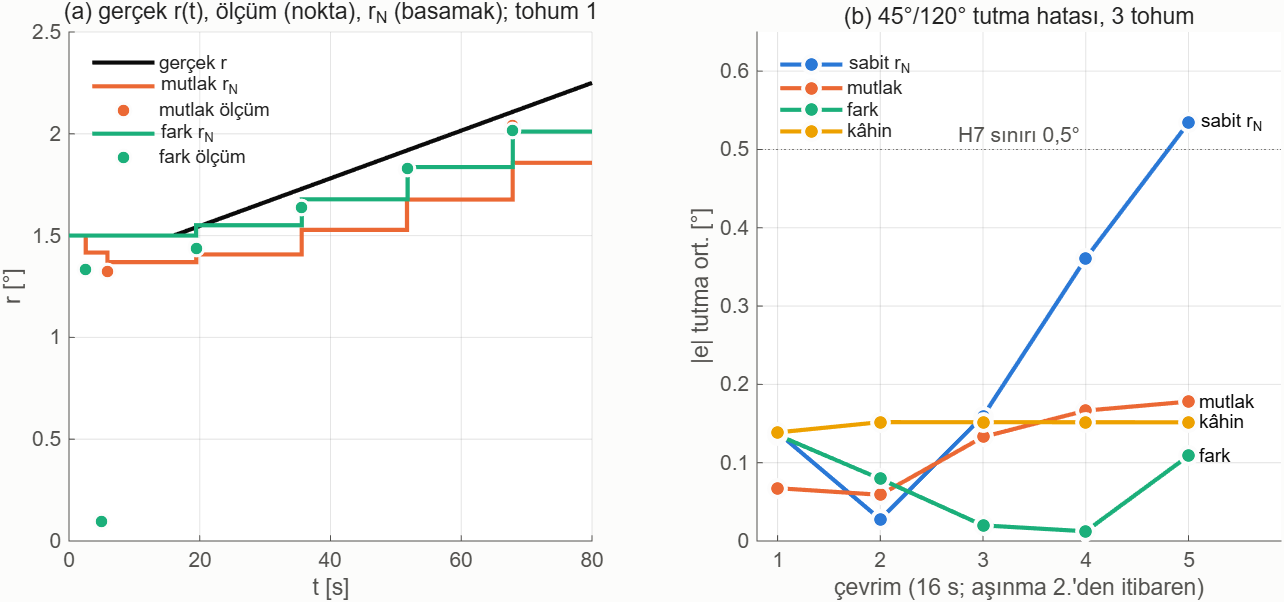 (a) gerçek r(t), ölçüm (nokta), rN (basamak); tohum 1
2.5
2
1.5
1
0.5
0
r [°]
gerçek r
mutlak rN
mutlak ölçüm
fark rN
fark ölçüm
0 20 40 60 80
t [s]
(b) 45°/120° tutma hatası, 3 tohum
0.6
0.5
0.4
0.3
0.2
0.1
0
|e| tutma ort. [°]
sabit rN
mutlak
fark
kâhin
H7 sınırı 0,5°
sabit rN
mutlak
kâhin
fark
1 2 3 4 5
çevrim (16 s; aşınma 2.'den itibaren)